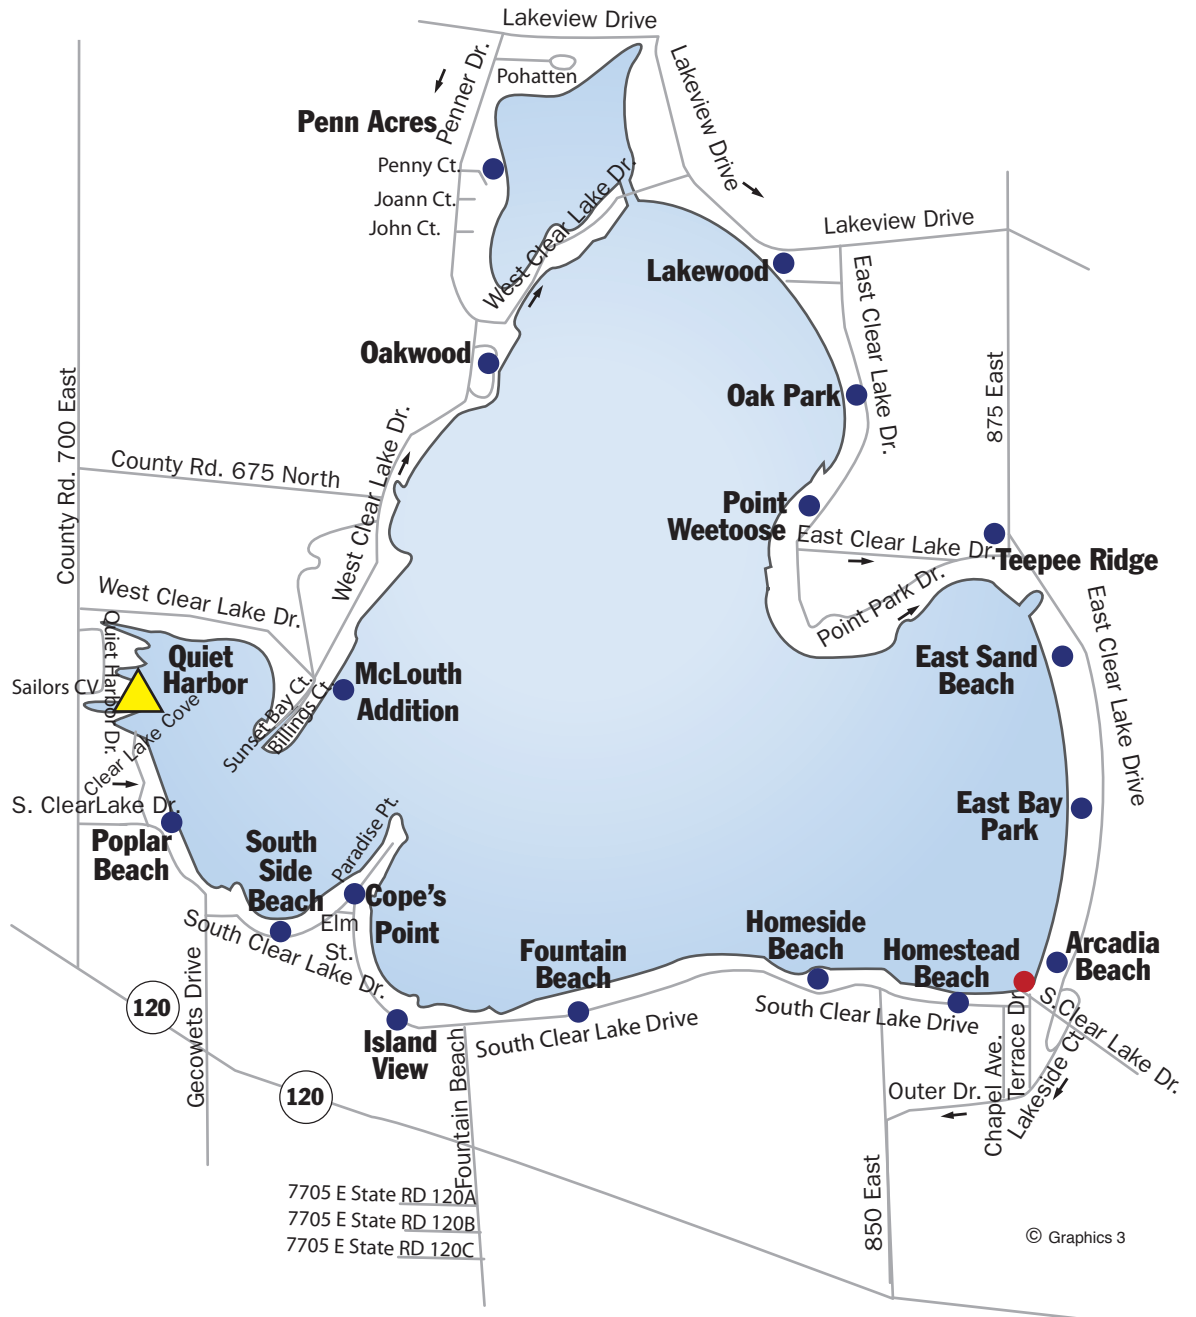 Lakeview Drive
Penner Dr.
Pohatten
Lakeview Drive
Penn Acres
Penny Ct.
Joann Ct.
John Ct.
West Clear Lake Dr.
Lakeview Drive
Lakewood
East Clear Lake Dr.
Oakwood
Oak Park
875 East
County Rd. 700 East
County Rd. 675 North
West Clear Lake Dr.
Point
Weetoose
East Clear Lake Dr.
Teepee Ridge
Point Park Dr.
West Clear Lake Dr.
Quiet Harbor Dr.
Quiet
Harbor
Sailors CV
Clear Lake Cove
Sunset Bay Ct.
Billings Ct.
McLouth
Addition
East Sand
Beach
East Clear Lake Drive
S. ClearLake Dr.
Poplar
Beach
South
Side
Beach
Paradise Pt.
Cope's
Point
Elm
St.
East Bay
Park
South Clear Lake Dr.
Gecowets Drive
Fountain
Beach
Homeside
Beach
Homestead
Beach
Arcadia
Beach
120
Island
View
South Clear Lake Drive
South Clear Lake Drive
S.Clear Lake Dr.
Chapel Ave.
Terrace Dr.
Lakeside Ct.
Outer Dr.
120
Fountain Beach
850 East
7705 E State RD 120A
7705 E State RD 120B
7705 E State RD 120C
© Graphics 3